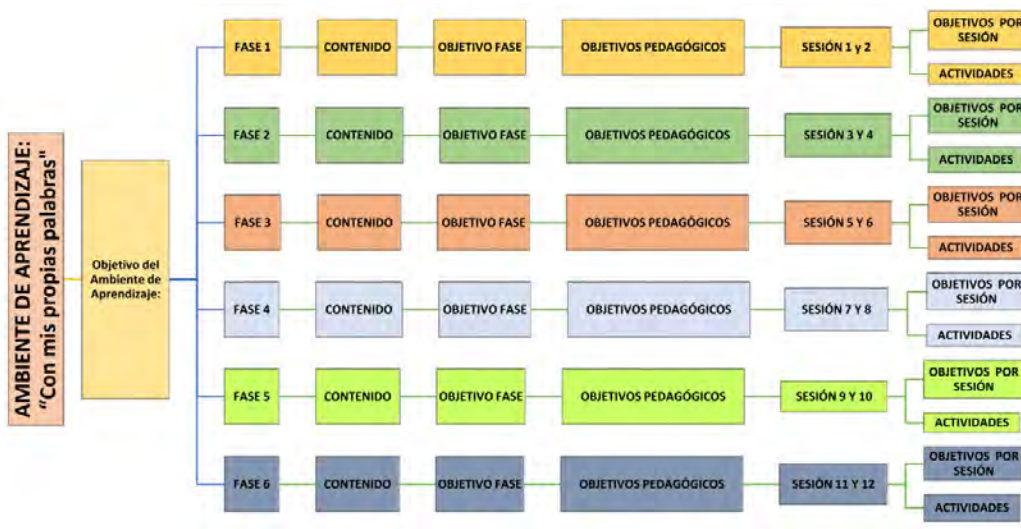 AMBIENTE DE APRENDIZAJE:
"Con mis propias palabras"
Objetivo del
Ambiente de
Aprendizaje:
FASE 1
CONTENIDO
OBJETIVO FASE
OBJETIVOS PEDAGÓGICOS
SESIÓN 1 y 2
OBJETIVOS POR
SESIÓN
ACTIVIDADES
FASE 2
CONTENIDO
OBJETIVO FASE
OBJETIVOS PEDAGÓGICOS
SESIÓN 3 Y 4
OBJETIVOS POR
SESIÓN
ACTIVIDADES
FASE 3
CONTENIDO
OBJETIVO FASE
OBJETIVOS PEDAGÓGICOS
SESIÓN 5 Y 6
OBJETIVOS POR
SESIÓN
ACTIVIDADES
FASE 4
CONTENIDO
OBJETIVO FASE
OBJETIVOS PEDAGÓGICOS
SESIÓN 7 Y 8
OBJETIVOS POR
SESIÓN
ACTIVIDADES
FASE 5
CONTENIDO
OBJETIVO FASE
OBJETIVOS PEDAGÓGICOS
SESIÓN 9 Y 10
OBJETIVOS POR
SESIÓN
ACTIVIDADES
FASE 6
CONTENIDO
OBJETIVO FASE
OBJETIVOS PEDAGÓGICOS
SESIÓN 11 Y 12
OBJETIVOS POR
SESIÓN
ACTIVIDADES